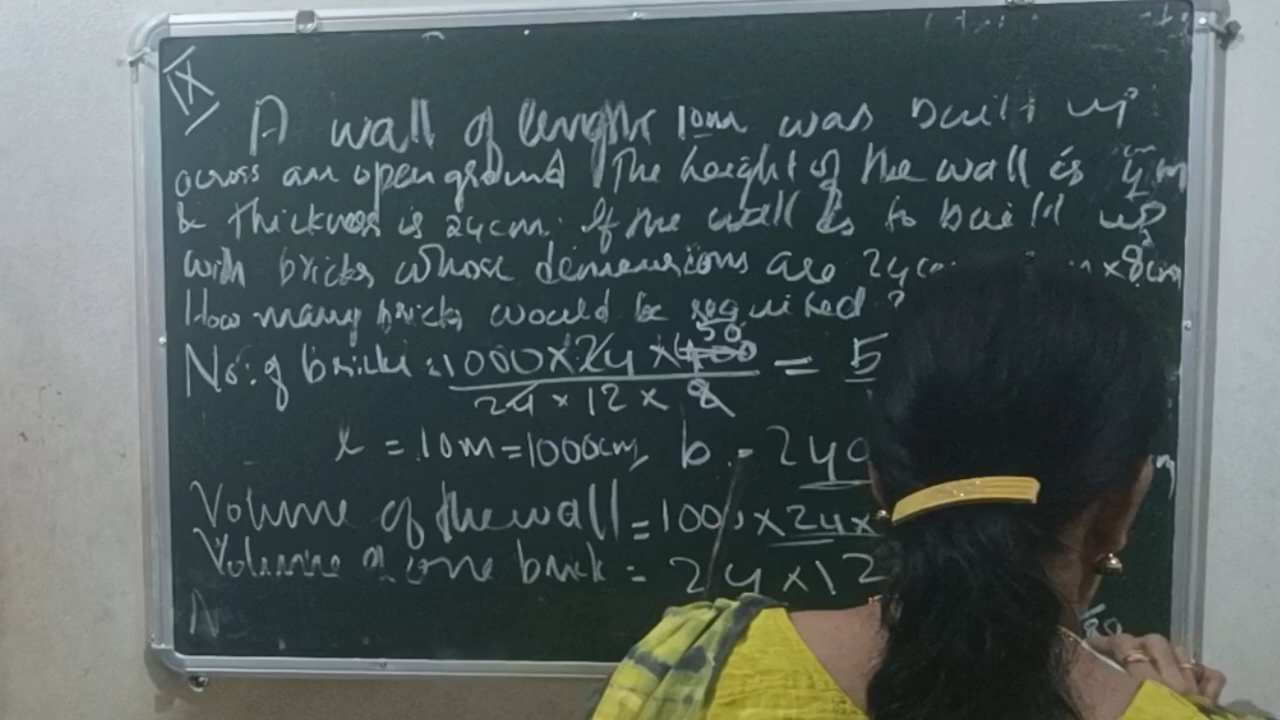 IX
A wall of length 10m was built up
across an open ground. The height of the wall is 4m
& thickness is 24cm. If the wall is to built up
with bricks whose demensions are 24c ×8cm
How many bricks would be required ?
50
No: of bricks = 1000×24×400 = 5
24×12×8
l = 10m=1000cm, b = 24c
Volume of the wall = 1000×24×
Volume of one brick = 24×12
N